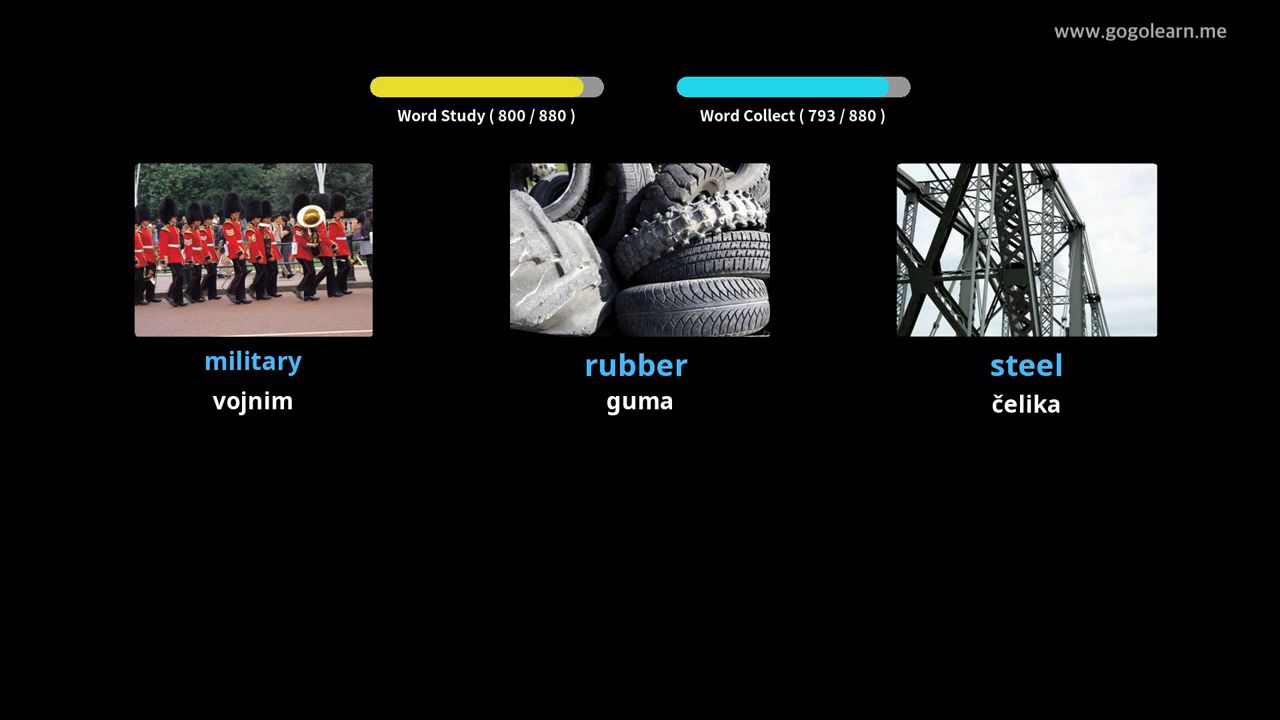 www.gogolearn.me
Word Study ( 800 / 880 )
Word Collect ( 793 / 880 )
military
vojnim
rubber
guma
steel
čelika